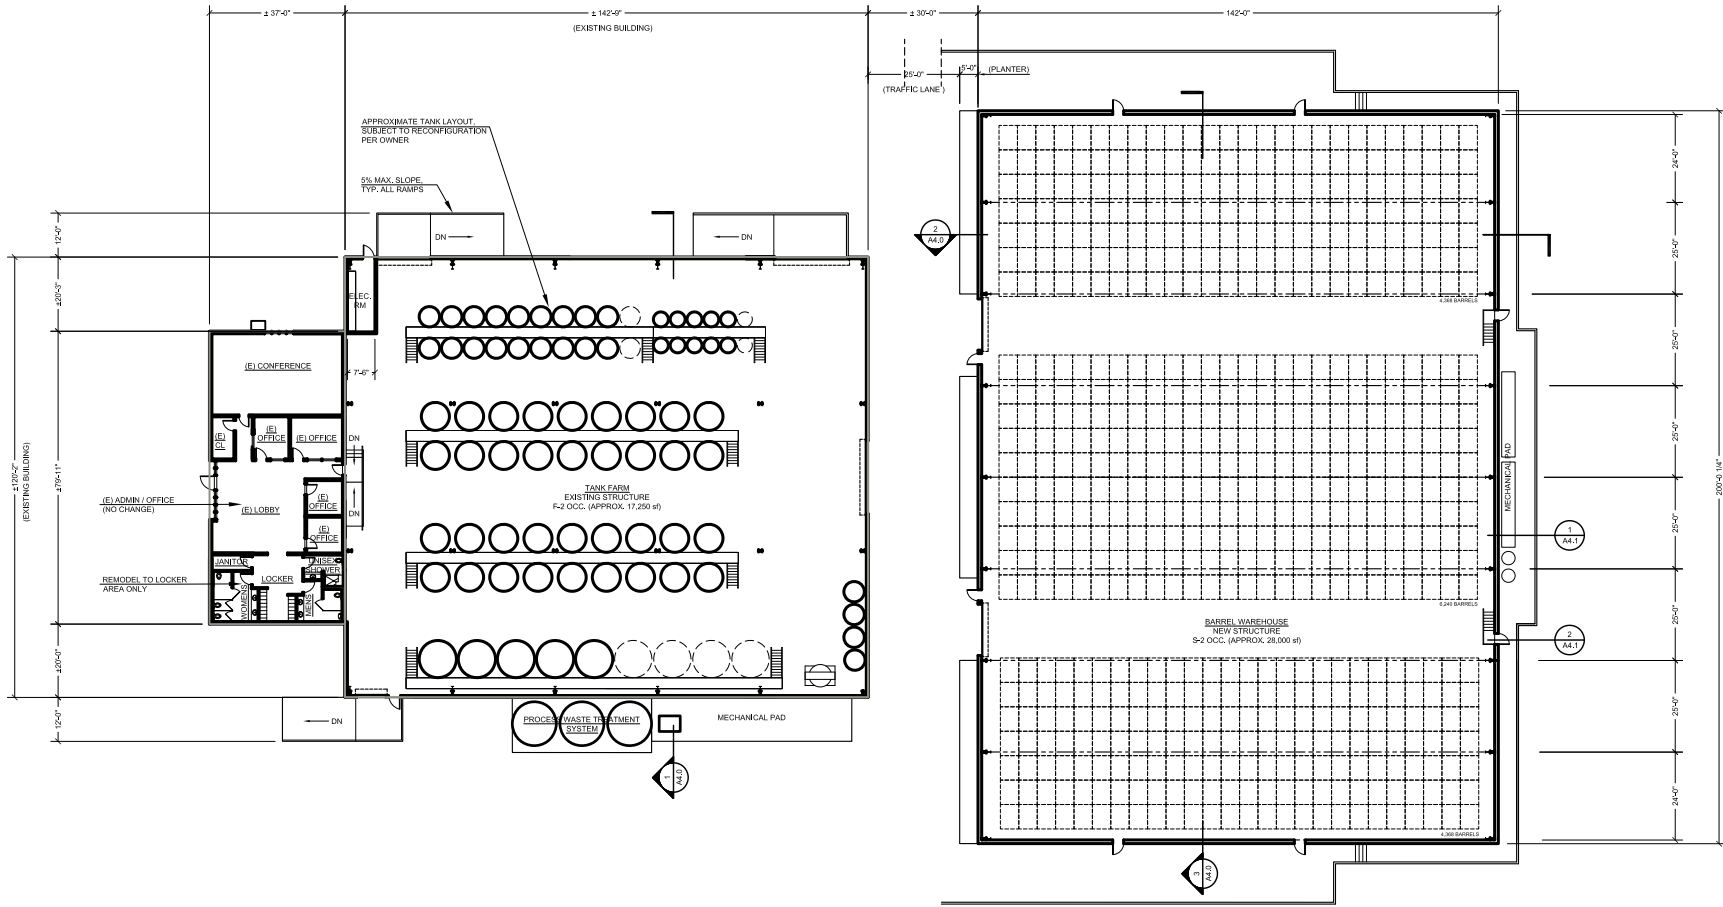 ± 37'-0"
± 142'-9"
(EXISTING BUILDING)
± 30'-0"
142'-0"
25'-0"
(TRAFFIC LANE)
5'-0"
(PLANTER)
APPROXIMATE TANK LAYOUT,
SUBJECT TO RECONFIGURATION
PER OWNER
5% MAX. SLOPE,
TYP. ALL RAMPS
DN
DN
12'-0"
±20'-3"
±120'-2"
(EXISTING BUILDING)
±79'-11"
±20'-0"
12'-0"
ELEC.
RM
7'-6"
(E) CONFERENCE
(E)
CL
(E)
OFFICE
(E) OFFICE
DN
DN
(E) ADMIN / OFFICE
(NO CHANGE)
(E) LOBBY
(E)
OFFICE
(E)
OFFICE
JANITOR
UNISEX
SHOWER
LOCKER
REMODEL TO LOCKER
AREA ONLY
WOMENS
MENS
TANK FARM
EXISTING STRUCTURE
F-2 OCC. (APPROX. 17,250 sf)
DN
PROCESS WASTE TREATMENT
SYSTEM
MECHANICAL PAD
1
A4.0
2
A4.0
4,368 BARRELS
6,240 BARRELS
BARREL WAREHOUSE
NEW STRUCTURE
S-2 OCC. (APPROX. 28,000 sf)
4,368 BARRELS
3
A4.0
MECHANICAL PAD
1
A4.1
2
A4.1
24'-0"
25'-0"
25'-0"
25'-0"
25'-0"
25'-0"
25'-0"
24'-0"
200'-0 1/4"